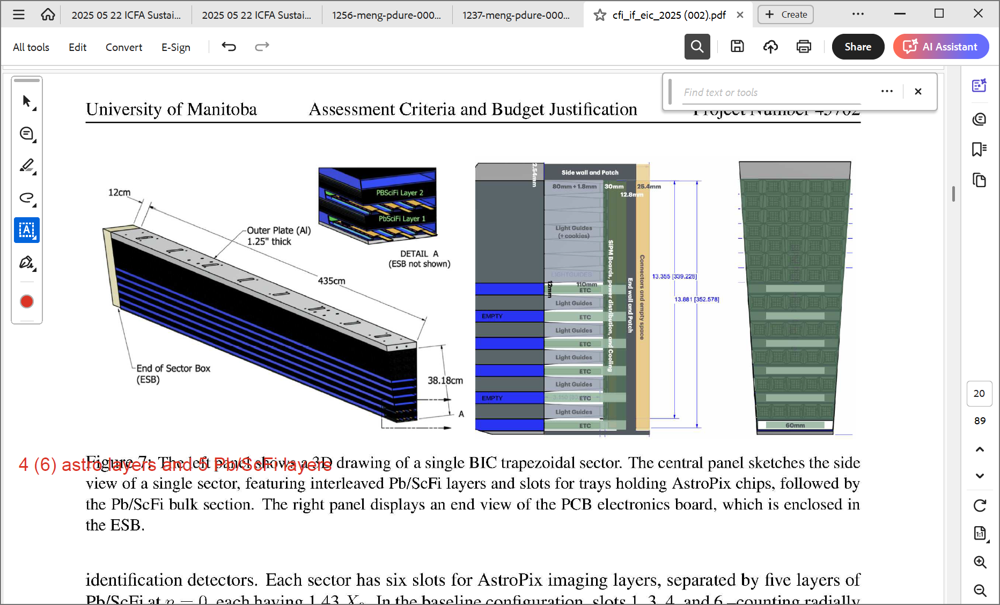 2025 05 22 ICFA Sustai...
2025 05 22 ICFA Sustai...
1256-meng-pdure-000...
1237-meng-pdure-000...
cfi_if_eic_2025 (002).pdf
Create
All tools
Edit
Convert
E-Sign
Share
AI Assistant
Find text or tools
University of Manitoba
Assessment Criteria and Budget Justification
Project Number 43702
12cm
Outer Plate (Al)
1.25" thick
435cm
PBSciFi Layer 2
PbSciFi Layer 1
DETAIL A
(ESB not shown)
End of Sector Box
(ESB)
38.18cm
A
2.54mm
Side wall and Patch
80mm + 1.8mm
30mm
25.4mm
12.8mm
Light Guides
(+ cookies)
LIGHTGUIDES
110mm
12mm
ETC
Light Guides
EMPTY
ETC
Light Guides
ETC
Light Guides
ETC
Light Guides
EMPTY
ETC
Light Guides
ETC
SiPM Boards, power distribution, and Cooling
End wall and Patch
Connectors and empty space
13.355 [339.228]
13.881 [352.578]
60mm
4 (6) astro layers and 5 Pb/ScFi layers
Figure 7: The left panel shows a 3D drawing of a single BIC trapezoidal sector. The central panel sketches the side
view of a single sector, featuring interleaved Pb/ScFi layers and slots for trays holding AstroPix chips, followed by
the Pb/ScFi bulk section. The right panel displays an end view of the PCB electronics board, which is enclosed in
the ESB.
identification detectors. Each sector has six slots for AstroPix imaging layers, separated by five layers of
Pb/ScFi at η = 0, each having 1.43 X₀. In the baseline configuration, slots 1, 3, 4, and 6 –counting radially
20
89
1:1